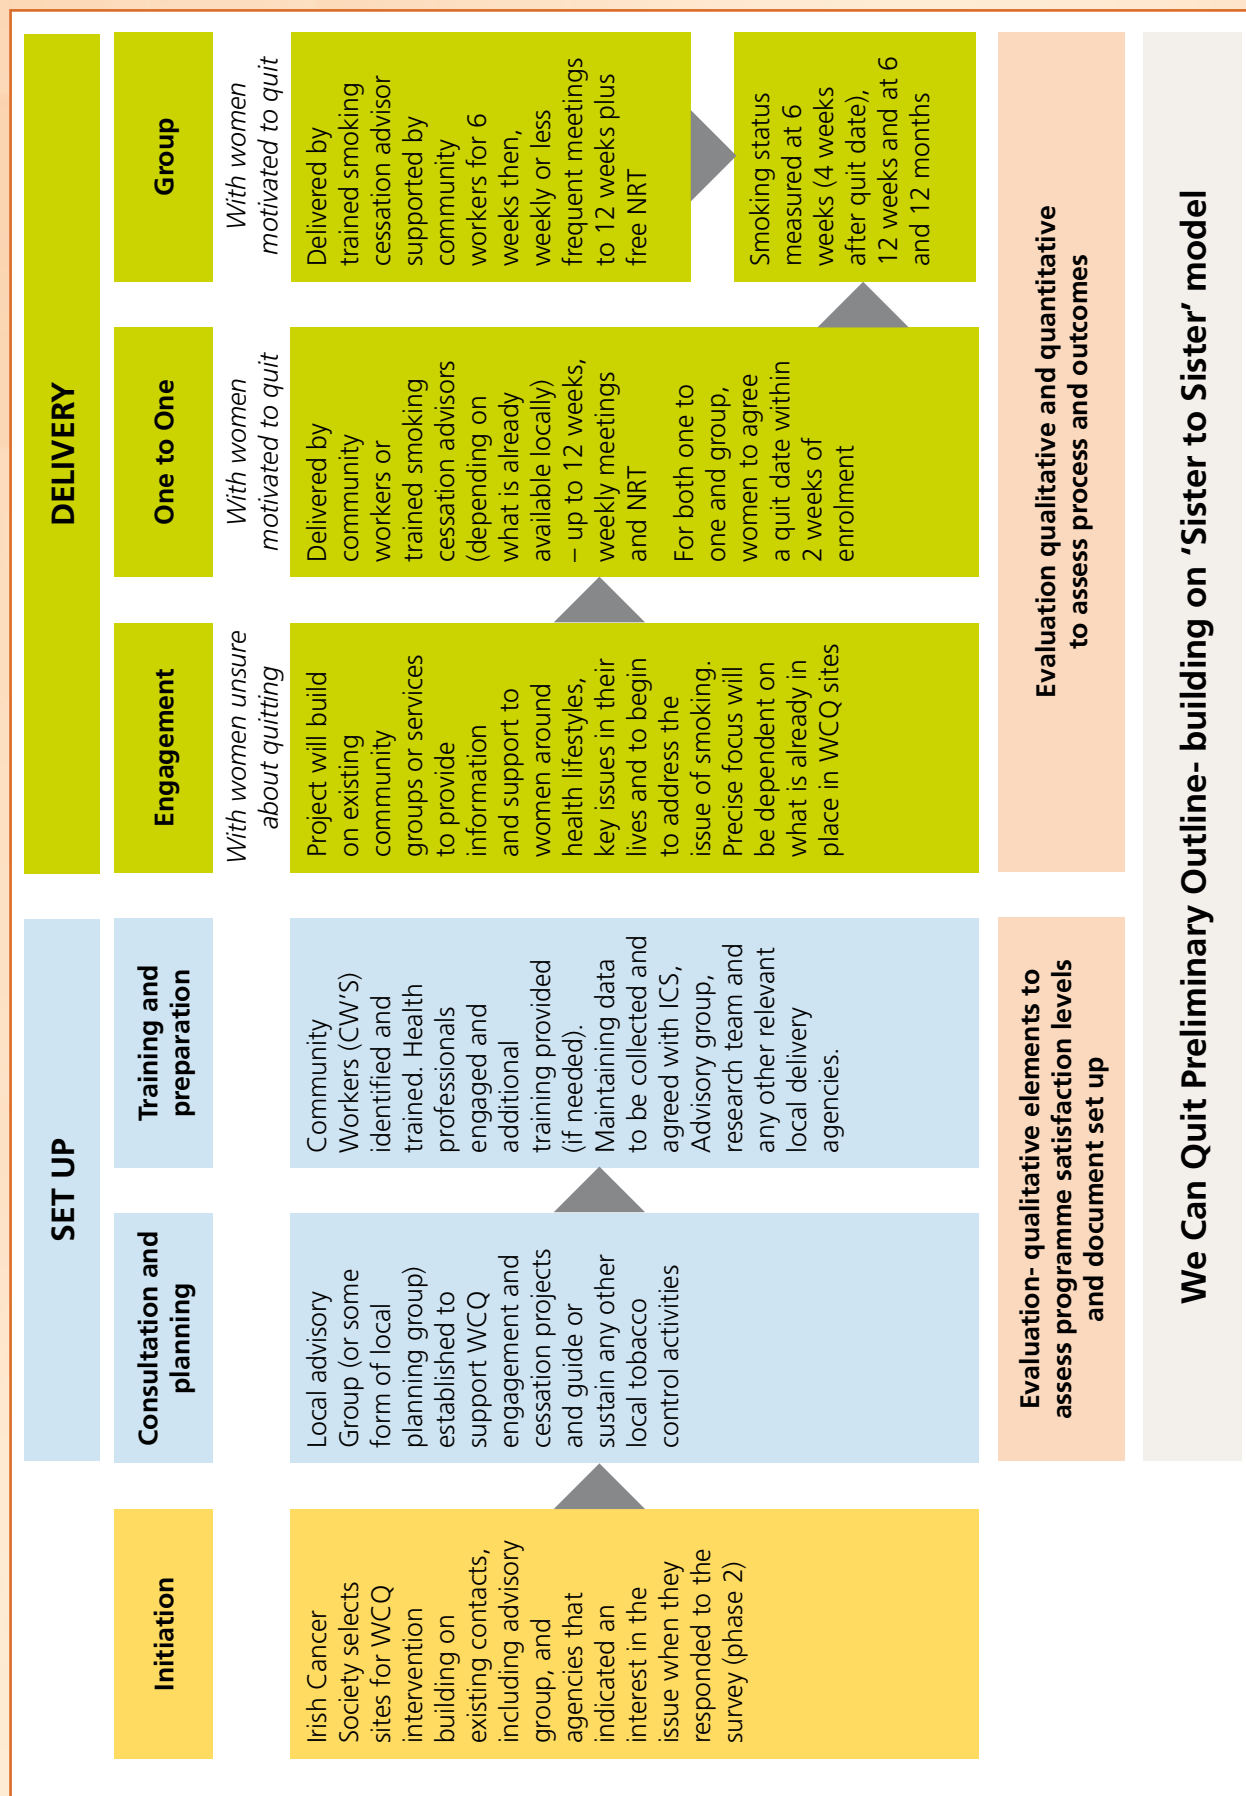 SET UP
DELIVERY
Initiation
Irish Cancer
Society selects
sites for WCQ
intervention
building on
existing contacts,
including advisory
group, and
agencies that
indicated an
interest in the
issue when they
responded to the
survey (phase 2)
Consultation and
planning
Local advisory
Group (or some
form of local
planning group)
established to
support WCQ
engagement and
cessation projects
and guide or
sustain any other
local tobacco
control activities
Training and
preparation
Community
Workers (CW'S)
identified and
trained. Health
professionals
engaged and
additional
training provided
(if needed).
Maintaining data
to be collected and
agreed with ICS,
Advisory group,
research team and
any other relevant
local delivery
agencies.
Engagement
With women unsure
about quitting
Project will build
on existing
community
groups or services
to provide
information
and support to
women around
health lifestyles,
key issues in their
lives and to begin
to address the
issue of smoking.
Precise focus will
be dependent on
what is already in
place in WCQ sites
One to One
With women
motivated to quit
Delivered by
community
workers or
trained smoking
cessation advisors
(depending on
what is already
available locally)
– up to 12 weeks,
weekly meetings
and NRT
For both one to
one and group,
women to agree
a quit date within
2 weeks of
enrolment
Group
With women
motivated to quit
Delivered by
trained smoking
cessation advisor
supported by
community
workers for 6
weeks then,
weekly or less
frequent meetings
to 12 weeks plus
free NRT
Smoking status
measured at 6
weeks (4 weeks
after quit date),
12 weeks and at 6
and 12 months
Evaluation- qualitative elements to
assess programme satisfaction levels
and document set up
Evaluation qualitative and quantitative
to assess process and outcomes
We Can Quit Preliminary Outline- building on ‘Sister to Sister’ model